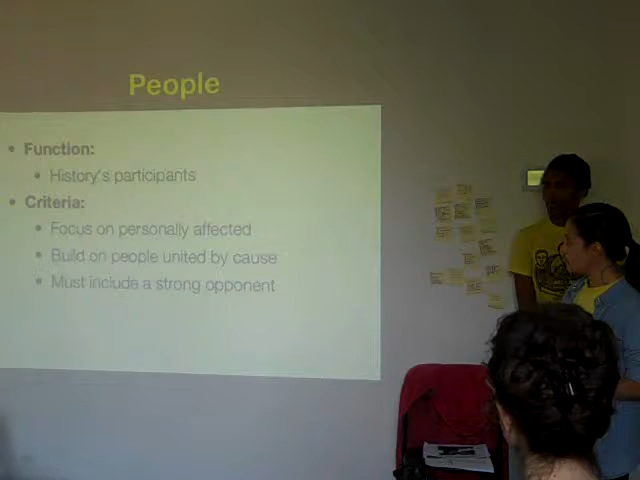 People
• Function:
• History's participants
• Criteria:
• Focus on personally affected
• Build on people united by cause
• Must include a strong opponent